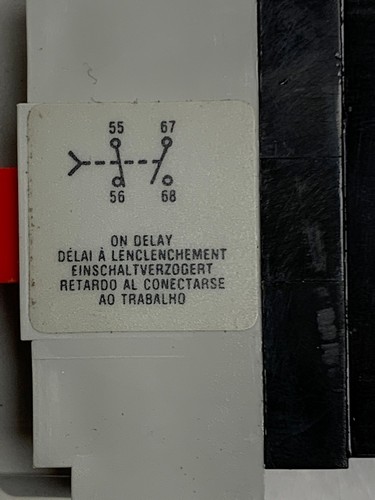 55 67
56 68
ON DELAY
DÉLAI À LENCLENCHEMENT
EINSCHALTVERZOGERT
RETARDO AL CONECTARSE
AO TRABALHO